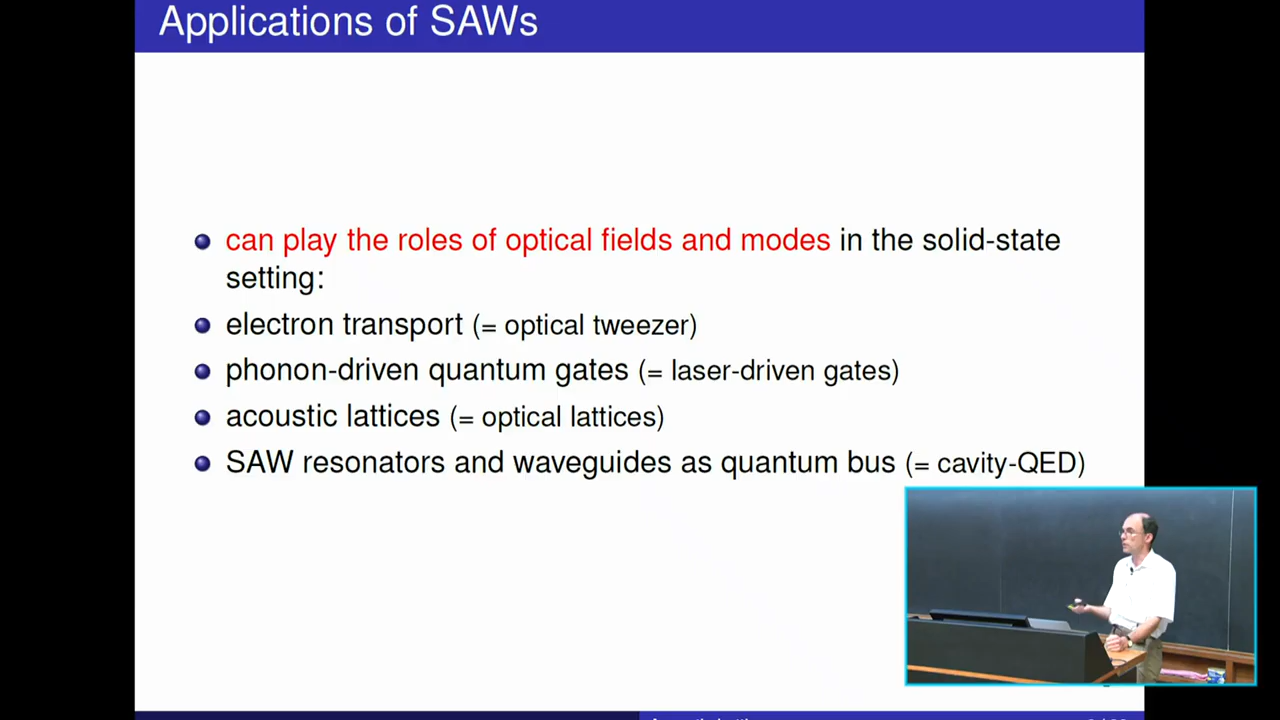 Applications of SAWs
can play the roles of optical fields and modes in the solid-state
setting:
electron transport (= optical tweezer)
phonon-driven quantum gates (= laser-driven gates)
acoustic lattices (= optical lattices)
SAW resonators and waveguides as quantum bus (= cavity-QED)